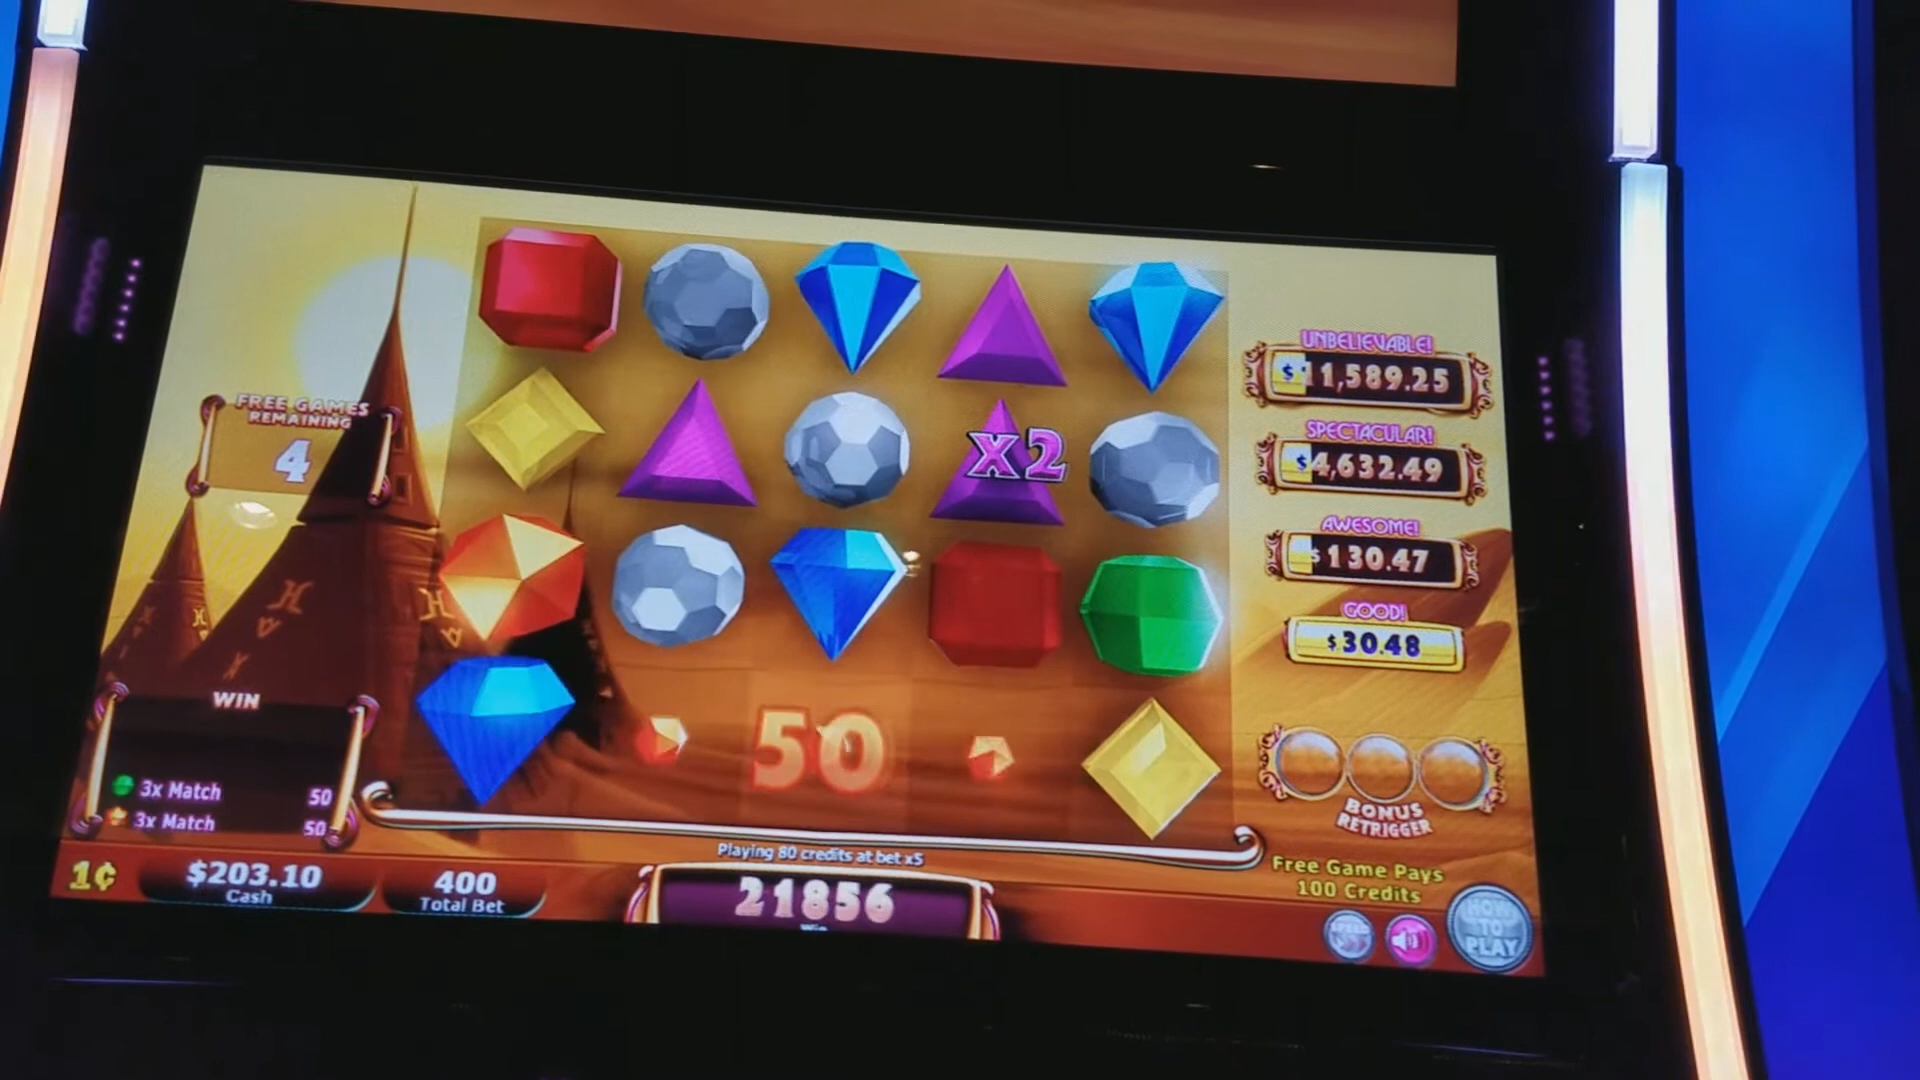 UNBELIEVABLE!
$11,589.25
SPECTACULAR!
$4,632.49
AWESOME!
$130.47
GOOD!
$30.48
FREE GAMES
REMAINING
4
X2
50
WIN
3x Match 50
3x Match 50
BONUS
RETRIGGER
Playing 80 credits at bet x5
Free Game Pays
100 Credits
1¢
$203.10
Cash
400
Total Bet
21856
Win
SPEED
HOW
TO
PLAY